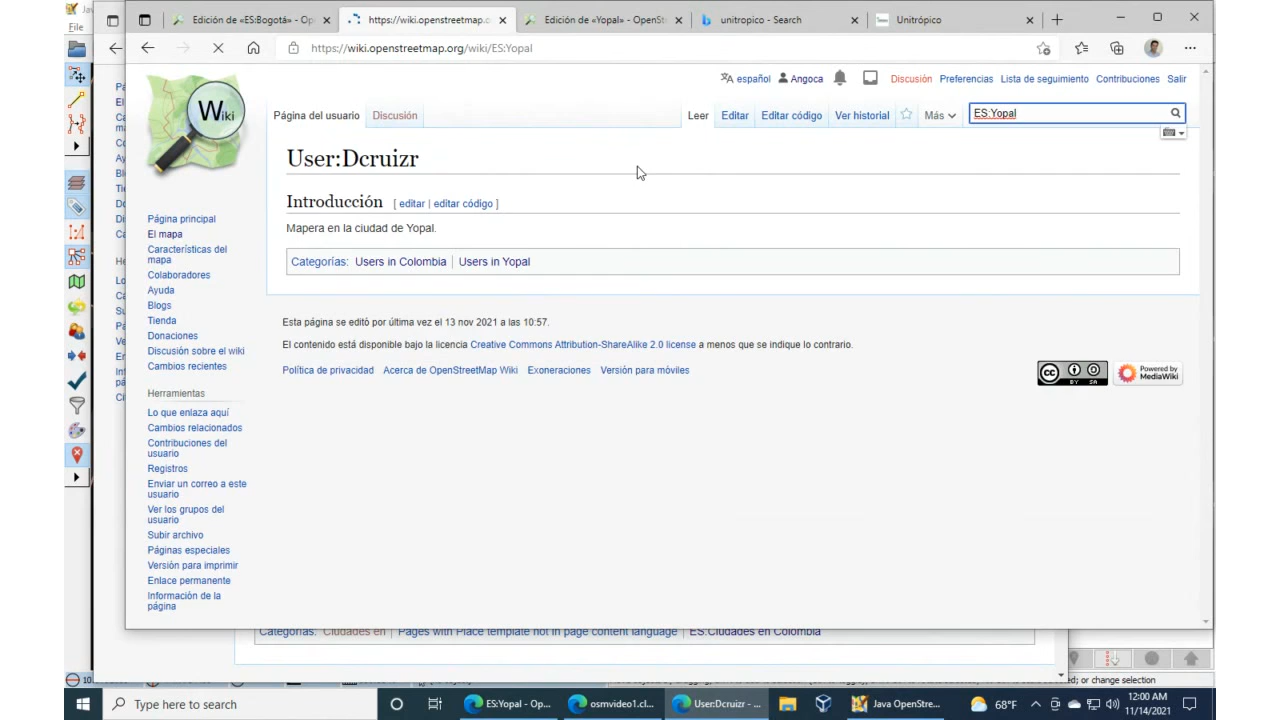 Edición de «ES:Bogotá» - Op
https://wiki.openstreetmap.o
Edición de «Yopal» - OpenSt
unitropico - Search
Unitrópico
File
https://wiki.openstreetmap.org/wiki/ES:Yopal
español
Angoca
Discusión
Preferencias
Lista de seguimiento
Contribuciones
Salir
Wiki
Página del usuario
Discusión
Leer
Editar
Editar código
Ver historial
Más
ES:Yopal
User:Dcruizr
Introducción [ editar | editar código ]
Mapera en la ciudad de Yopal.
Categorías: Users in Colombia | Users in Yopal
Esta página se editó por última vez el 13 nov 2021 a las 10:57.
El contenido está disponible bajo la licencia Creative Commons Attribution-ShareAlike 2.0 license a menos que se indique lo contrario.
Política de privacidad
Acerca de OpenStreetMap Wiki
Exoneraciones
Versión para móviles
cc BY SA
Powered by
MediaWiki
Página principal
El mapa
Características del
mapa
Colaboradores
Ayuda
Blogs
Tienda
Donaciones
Discusión sobre el wiki
Cambios recientes
Herramientas
Lo que enlaza aquí
Cambios relacionados
Contribuciones del
usuario
Registros
Enviar un correo a este
usuario
Ver los grupos del
usuario
Subir archivo
Páginas especiales
Versión para imprimir
Enlace permanente
Información de la
página
Categorías: Ciudades en | Pages with Place template not in page content language | ES:Ciudades en Colombia
; or change selection
Type here to search
ES:Yopal - Op...
osmvideo1.cl...
User:Dcruizr - ...
Java OpenStre...
68°F
12:00 AM
11/14/2021